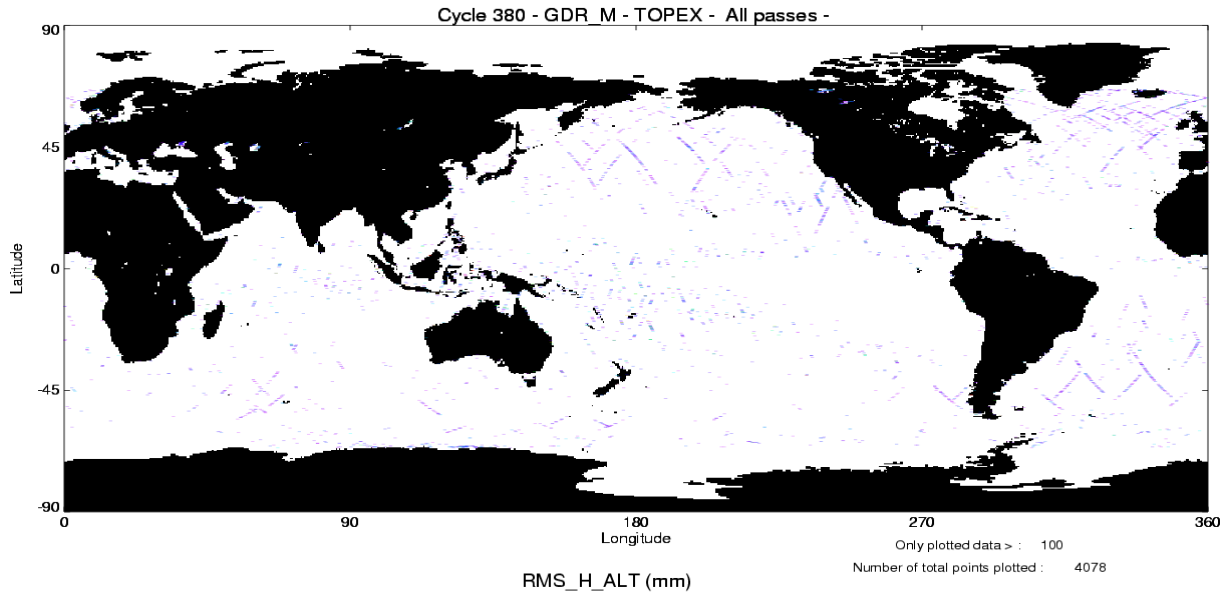 Cycle 380 - GDR_M - TOPEX - All passes -
90
45
0
-45
-90
Latitude
0 90 180 270 360
Longitude
Only plotted data > : 100
Number of total points plotted : 4078
RMS_H_ALT (mm)